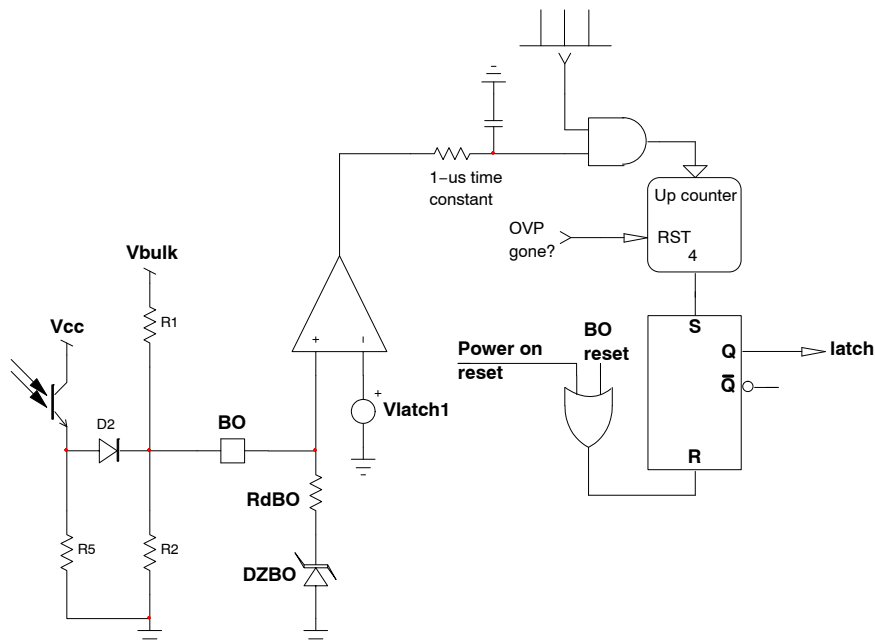 1−us time
constant
Up counter
OVP
gone?
RST
4
Vbulk
R1
Vcc
S
BO
reset
Power on
reset
Q
latch
Q̅
+
−
+
Vlatch1
D2
BO
R
RdBO
R5
R2
DZBO